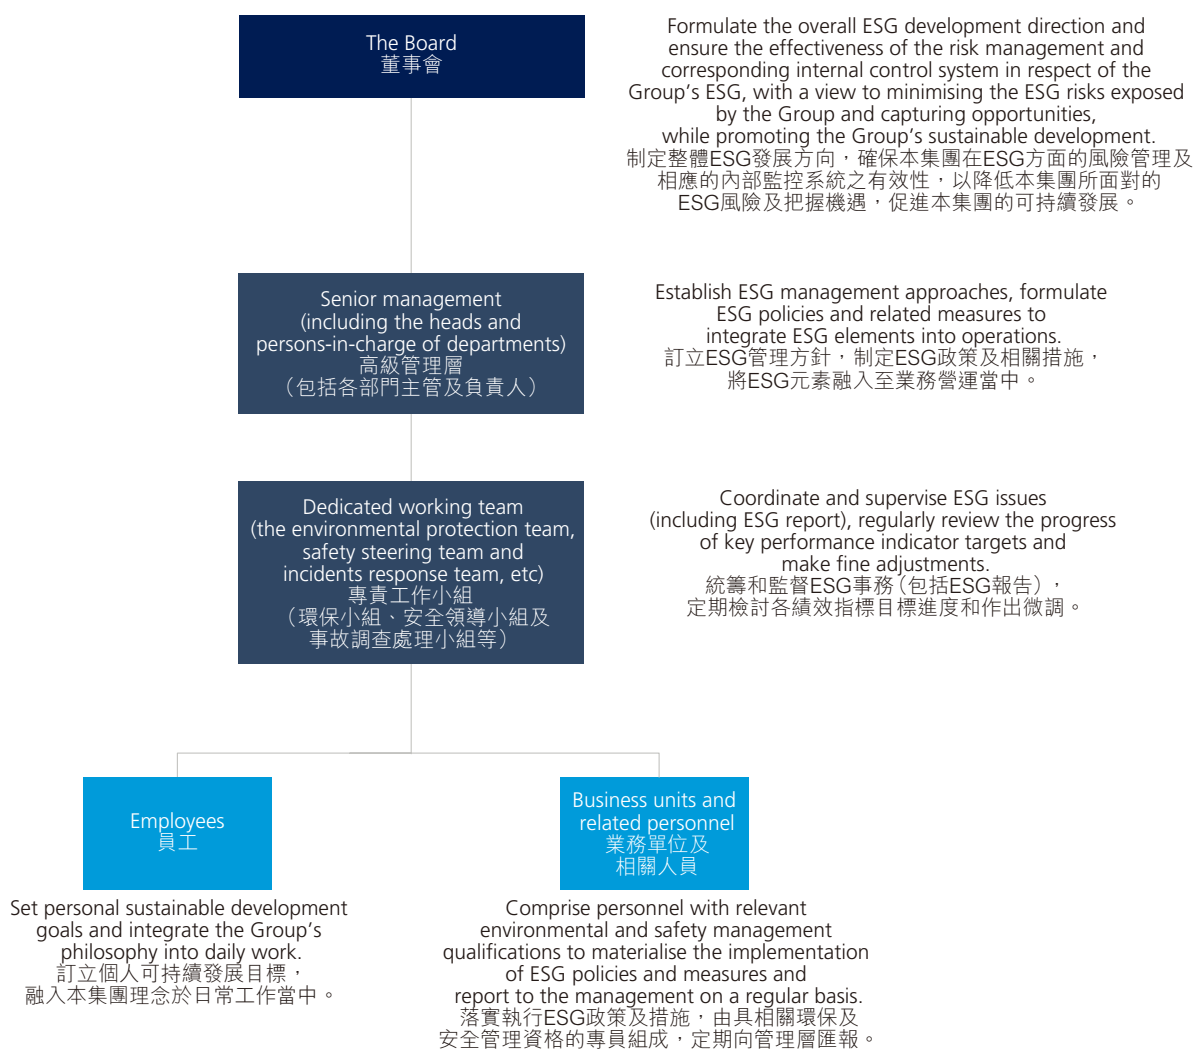 The Board
董事會
Formulate the overall ESG development direction and
ensure the effectiveness of the risk management and
corresponding internal control system in respect of the
Group’s ESG, with a view to minimising the ESG risks exposed
by the Group and capturing opportunities,
while promoting the Group’s sustainable development.
制定整體ESG發展方向，確保本集團在ESG方面的風險管理及
相應的內部監控系統之有效性，以降低本集團所面對的
ESG風險及把握機遇，促進本集團的可持續發展。
Senior management
(including the heads and
persons-in-charge of departments)
高級管理層
（包括各部門主管及負責人）
Establish ESG management approaches, formulate
ESG policies and related measures to
integrate ESG elements into operations.
訂立ESG管理方針，制定ESG政策及相關措施，
將ESG元素融入至業務營運當中。
Dedicated working team
(the environmental protection team,
safety steering team and
incidents response team, etc)
專責工作小組
（環保小組、安全領導小組及
事故調查處理小組等）
Coordinate and supervise ESG issues
(including ESG report), regularly review the progress
of key performance indicator targets and
make fine adjustments.
統籌和監督ESG事務（包括ESG報告），
定期檢討各績效指標目標進度和作出微調。
Employees
員工
Set personal sustainable development
goals and integrate the Group’s
philosophy into daily work.
訂立個人可持續發展目標，
融入本集團理念於日常工作當中。
Business units and
related personnel
業務單位及
相關人員
Comprise personnel with relevant
environmental and safety management
qualifications to materialise the implementation
of ESG policies and measures and
report to the management on a regular basis.
落實執行ESG政策及措施，由具相關環保及
安全管理資格的專員組成，定期向管理層匯報。